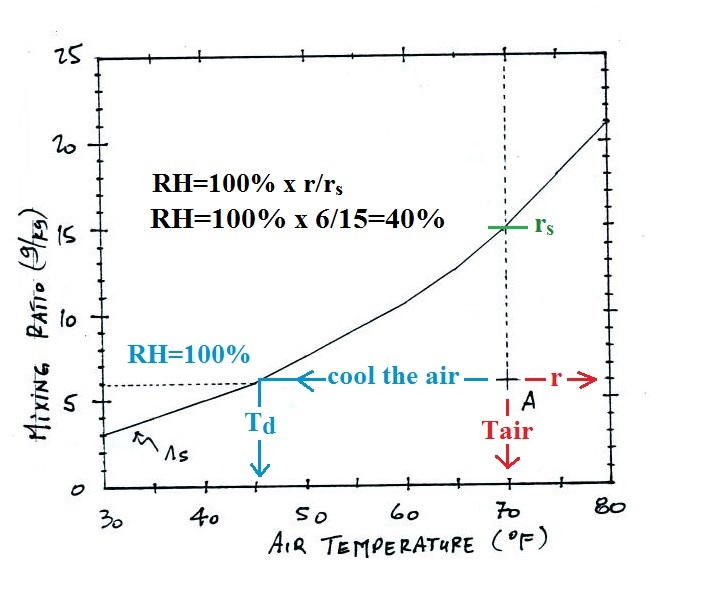 25
20
RH=100% x r/rs
RH=100% x 6/15=40%
15
rs
MIXING RATIO (g/kg)
10
RH=100%
cool the air
r
5
A
Td
Tair
rs
0
30 40 50 60 70 80
AIR TEMPERATURE (°F)